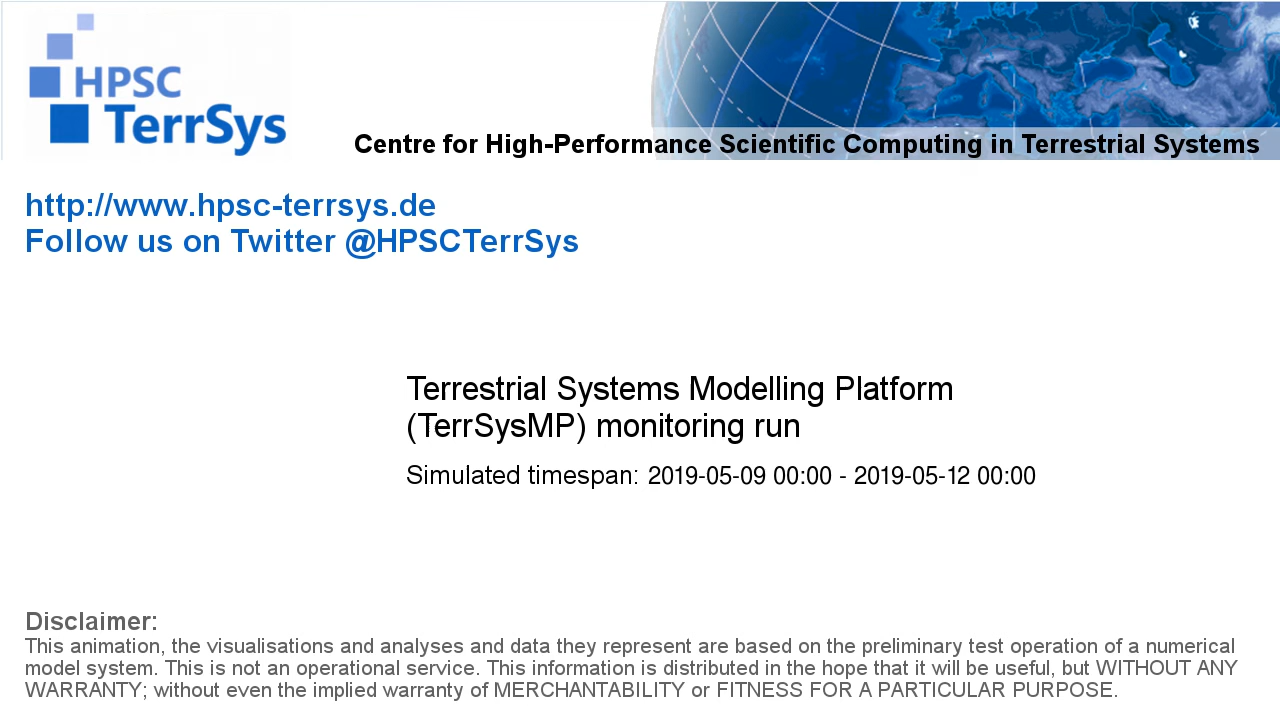 HPSC
TerrSys
Centre for High-Performance Scientific Computing in Terrestrial Systems
http://www.hpsc-terrsys.de
Follow us on Twitter @HPSCTerrSys
Terrestrial Systems Modelling Platform
(TerrSysMP) monitoring run
Simulated timespan: 2019-05-09 00:00 - 2019-05-12 00:00
Disclaimer:
This animation, the visualisations and analyses and data they represent are based on the preliminary test operation of a numerical
model system. This is not an operational service. This information is distributed in the hope that it will be useful, but WITHOUT ANY
WARRANTY; without even the implied warranty of MERCHANTABILITY or FITNESS FOR A PARTICULAR PURPOSE.